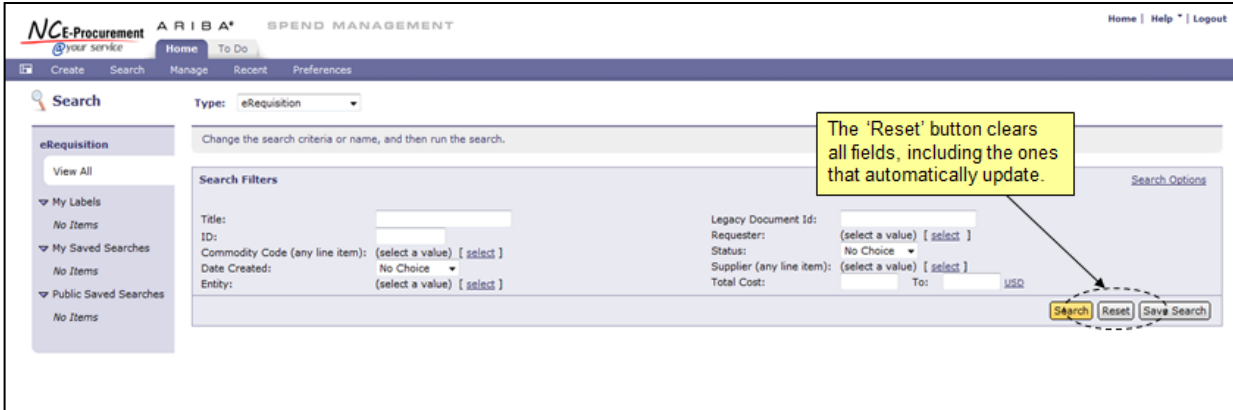 NC E-Procurement
@your service
ARIBA® SPEND MANAGEMENT
Home | Help | Logout
Home To Do
Create Search Manage Recent Preferences
Search
Type: eRequisition
eRequisition
View All
My Labels
No Items
My Saved Searches
No Items
Public Saved Searches
No Items
Change the search criteria or name, and then run the search.
The 'Reset' button clears
all fields, including the ones
that automatically update.
Search Filters
Search Options
Title:
Legacy Document Id:
ID:
Requester: (select a value) [ select ]
Commodity Code (any line item): (select a value) [ select ]
Status: No Choice
Date Created: No Choice
Supplier (any line item): (select a value) [ select ]
Entity: (select a value) [ select ]
Total Cost: To: USD
Search Reset Save Search